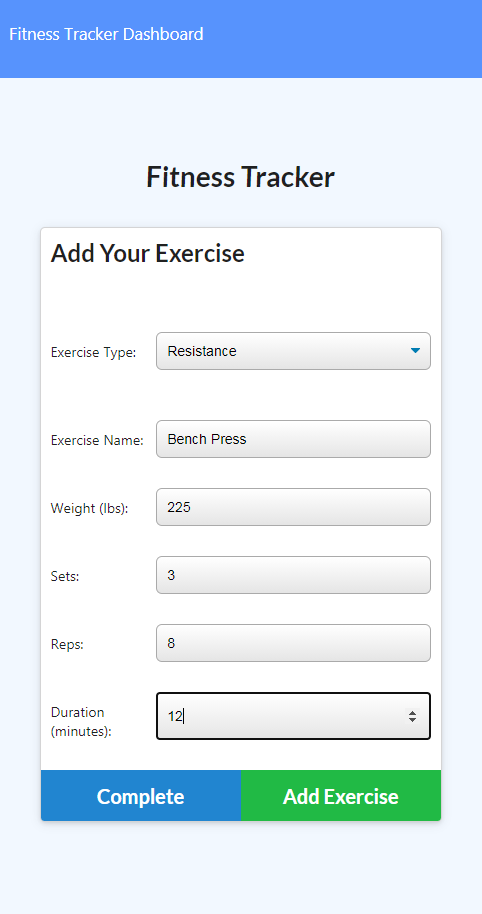 Fitness Tracker Dashboard
Fitness Tracker
Add Your Exercise
Exercise Type: Resistance
Exercise Name: Bench Press
Weight (lbs): 225
Sets: 3
Reps: 8
Duration
(minutes): 12
Complete Add Exercise